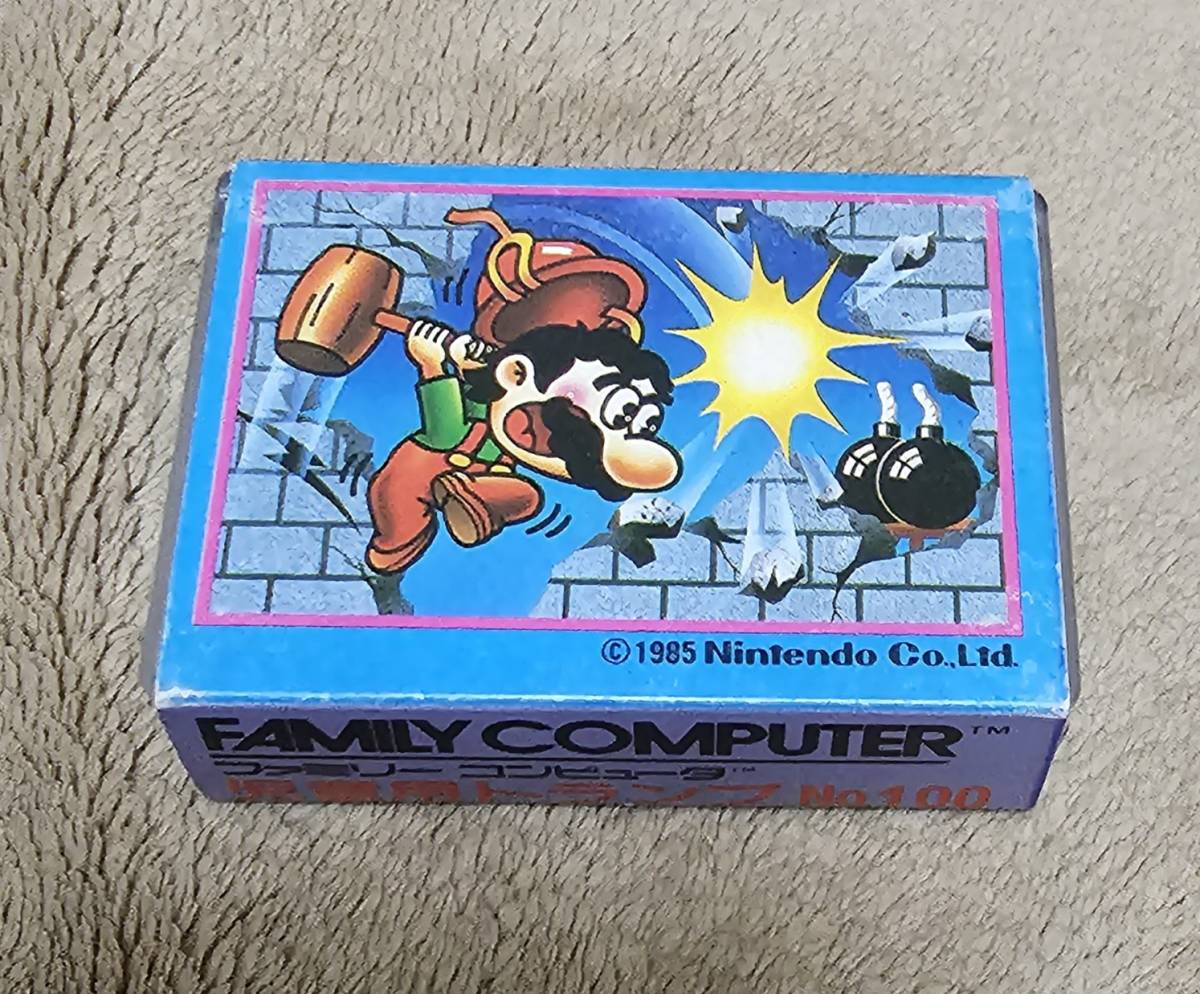 ©1985 Nintendo Co.,Ltd.
FAMILY COMPUTER™
ファミリー コンピュータ™
用トランプ No.100